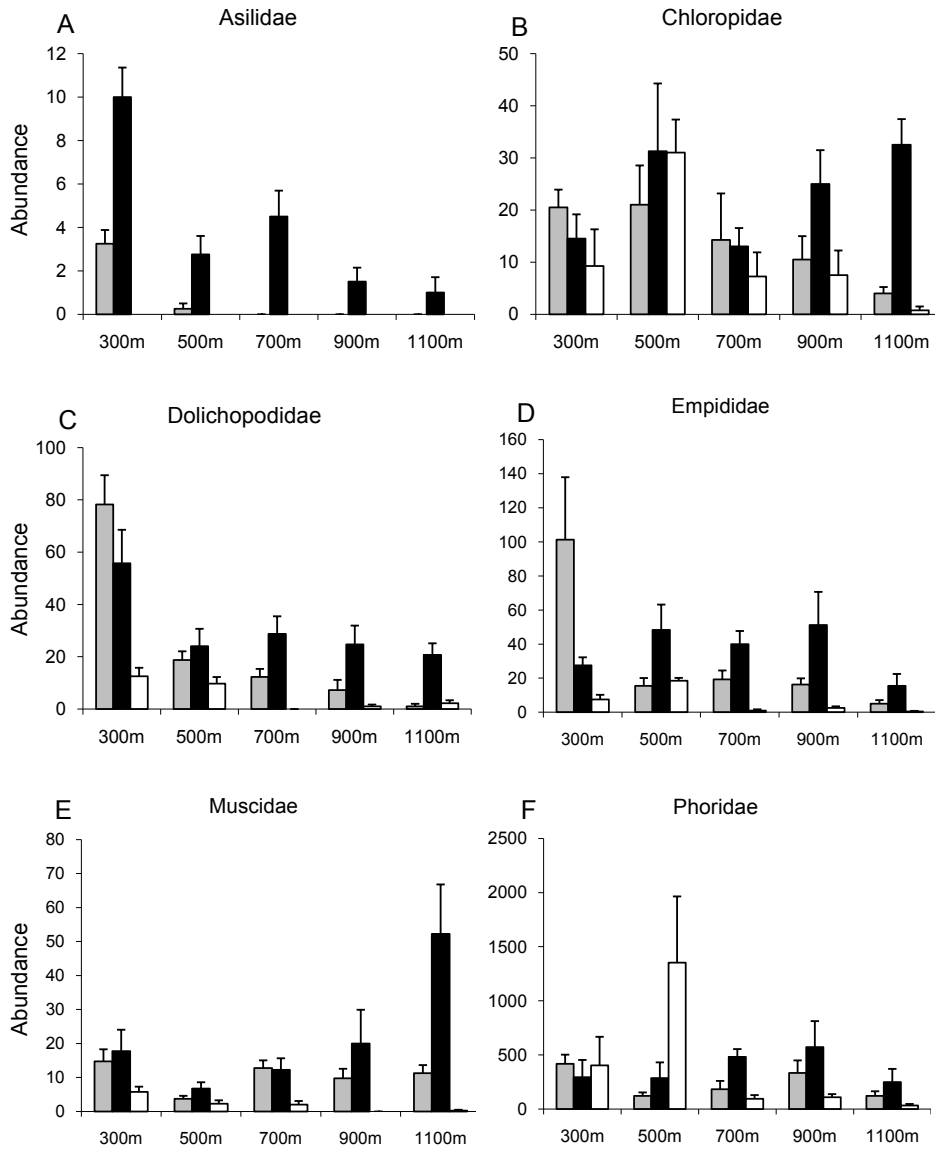 A Asilidae
Abundance
12
10
8
6
4
2
0
300m 500m 700m 900m 1100m
B Chloropidae
50
40
30
20
10
0
300m 500m 700m 900m 1100m
C Dolichopodidae
Abundance
100
80
60
40
20
0
300m 500m 700m 900m 1100m
D Empididae
160
140
120
100
80
60
40
20
0
300m 500m 700m 900m 1100m
E Muscidae
Abundance
80
70
60
50
40
30
20
10
0
300m 500m 700m 900m 1100m
F Phoridae
2500
2000
1500
1000
500
0
300m 500m 700m 900m 1100m